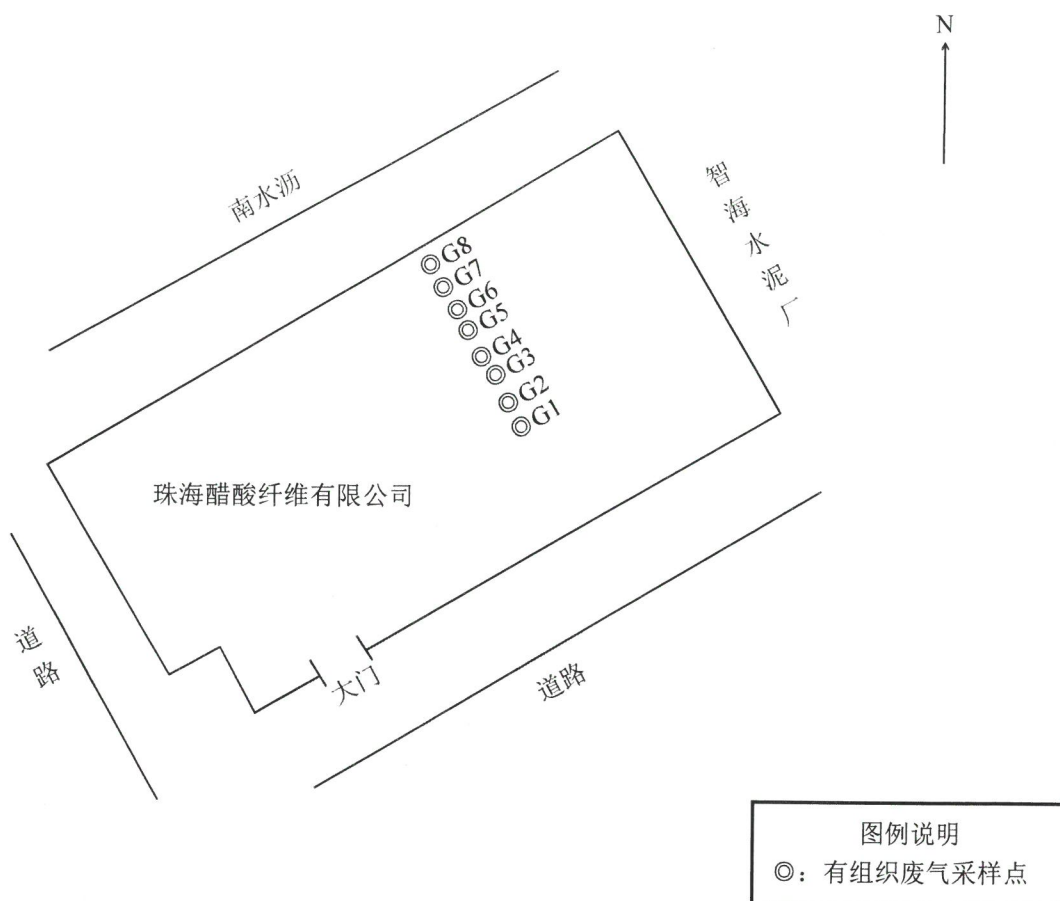 N
南水沥
智海水泥厂
G8
G7
G6
G5
G4
G3
G2
G1
珠海醋酸纤维有限公司
道路
大门
道路
图例说明
◎：有组织废气采样点